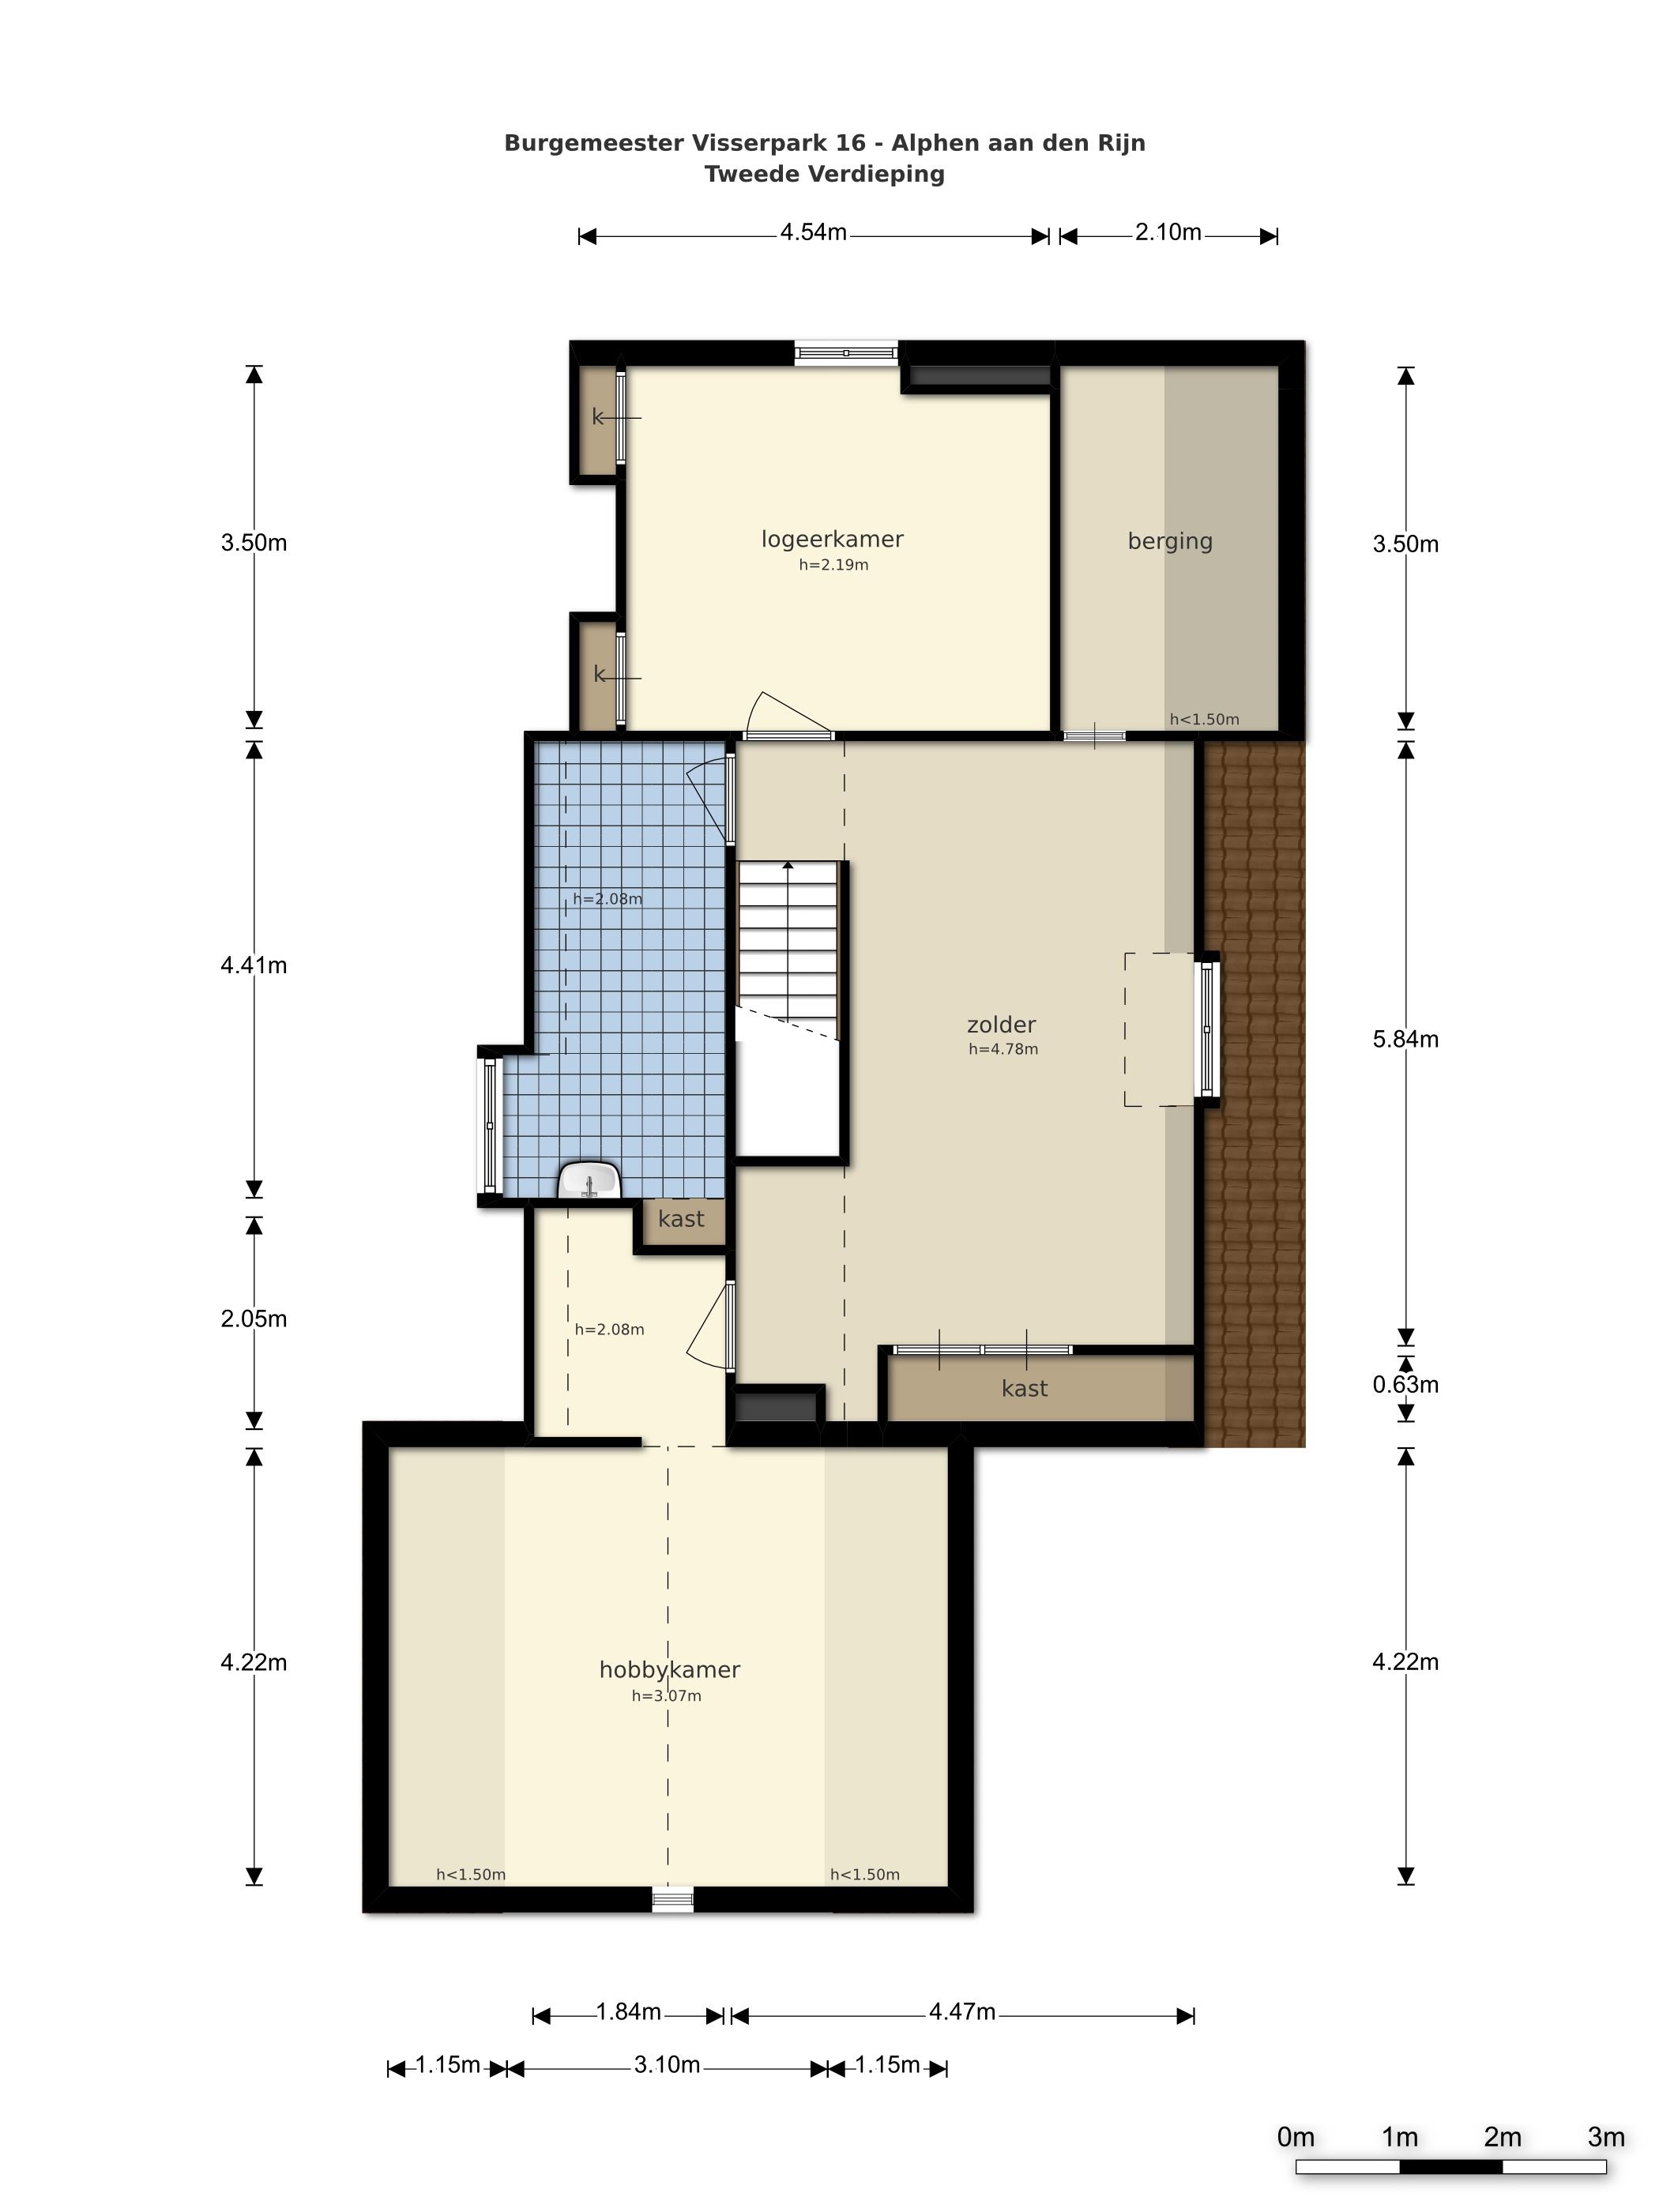 Burgemeester Visserpark 16 - Alphen aan den Rijn
Tweede Verdieping
4.54m
2.10m
k
3.50m
logeerkamer
h=2.19m
berging
3.50m
k
h<1.50m
h=2.08m
4.41m
zolder
h=4.78m
5.84m
kast
2.05m
h=2.08m
kast
0.63m
4.22m
hobbykamer
h=3.07m
4.22m
h<1.50m
h<1.50m
1.84m
4.47m
1.15m
3.10m
1.15m
0m 1m 2m 3m